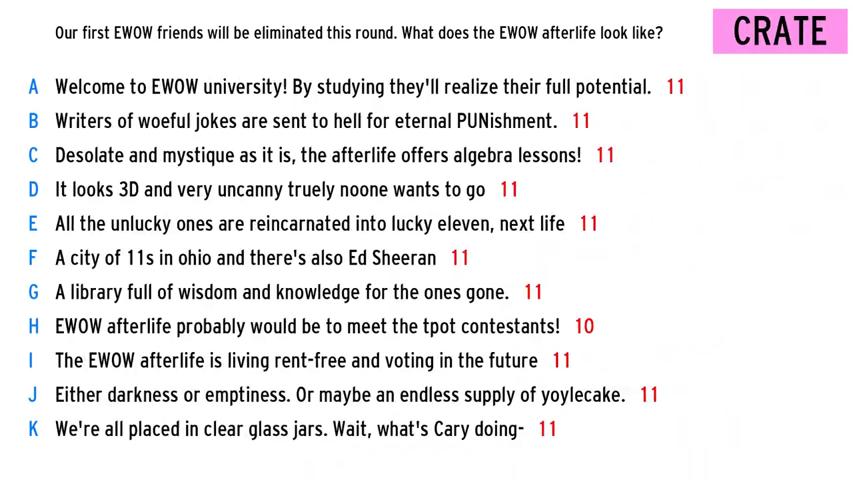 Our first EWOW friends will be eliminated this round. What does the EWOW afterlife look like?
CRATE
A Welcome to EWOW university! By studying they'll realize their full potential. 11
B Writers of woeful jokes are sent to hell for eternal PUNishment. 11
C Desolate and mystique as it is, the afterlife offers algebra lessons! 11
D It looks 3D and very uncanny truely noone wants to go 11
E All the unlucky ones are reincarnated into lucky eleven, next life 11
F A city of 11s in ohio and there's also Ed Sheeran 11
G A library full of wisdom and knowledge for the ones gone. 11
H EWOW afterlife probably would be to meet the tpot contestants! 10
I The EWOW afterlife is living rent-free and voting in the future 11
J Either darkness or emptiness. Or maybe an endless supply of yoylecake. 11
K We're all placed in clear glass jars. Wait, what's Cary doing- 11